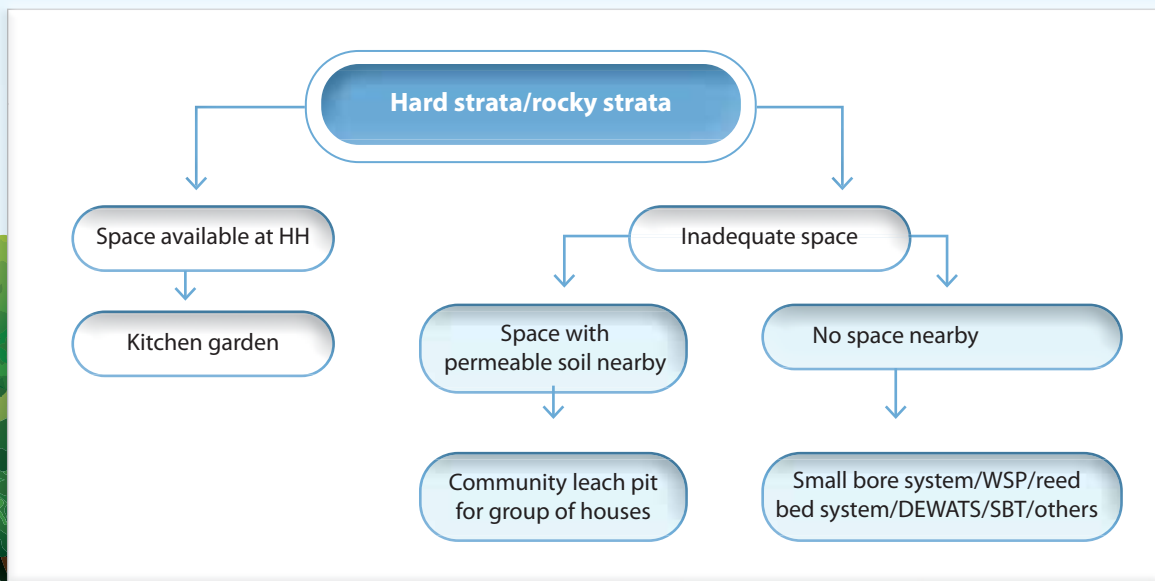 Hard strata/rocky strata
Space available at HH
Inadequate space
Kitchen garden
Space with
permeable soil nearby
No space nearby
Community leach pit
for group of houses
Small bore system/WSP/reed
bed system/DEWATS/SBT/others